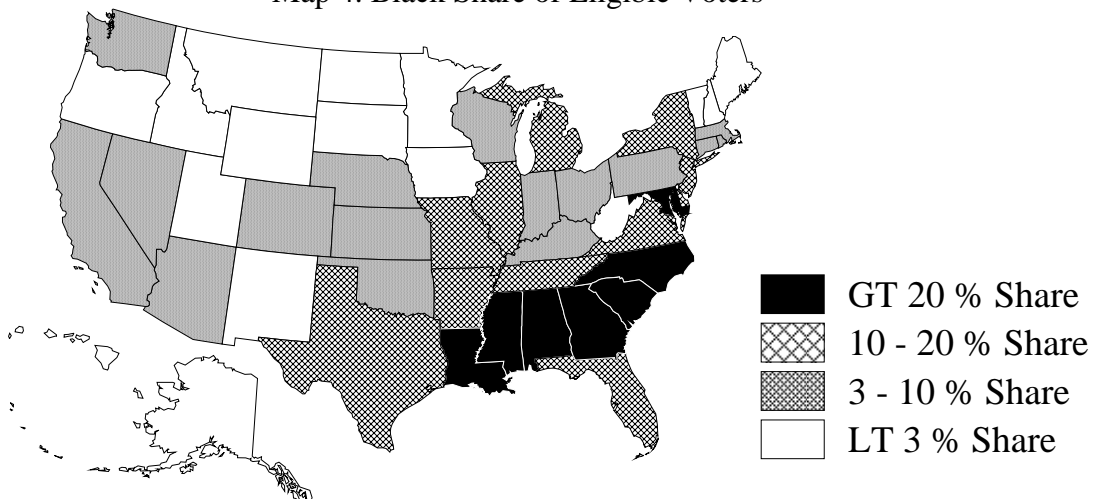 Map 4: Black Share of Eligible Voters
GT 20 % Share
10 - 20 % Share
3 - 10 % Share
LT 3 % Share